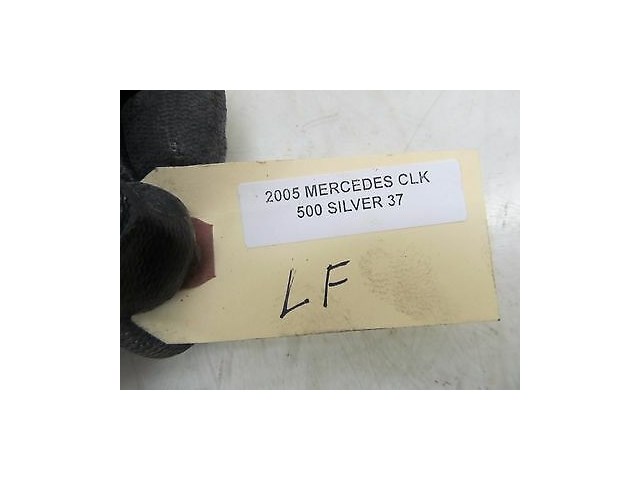 2005 MERCEDES CLK
500 SILVER 37
LF